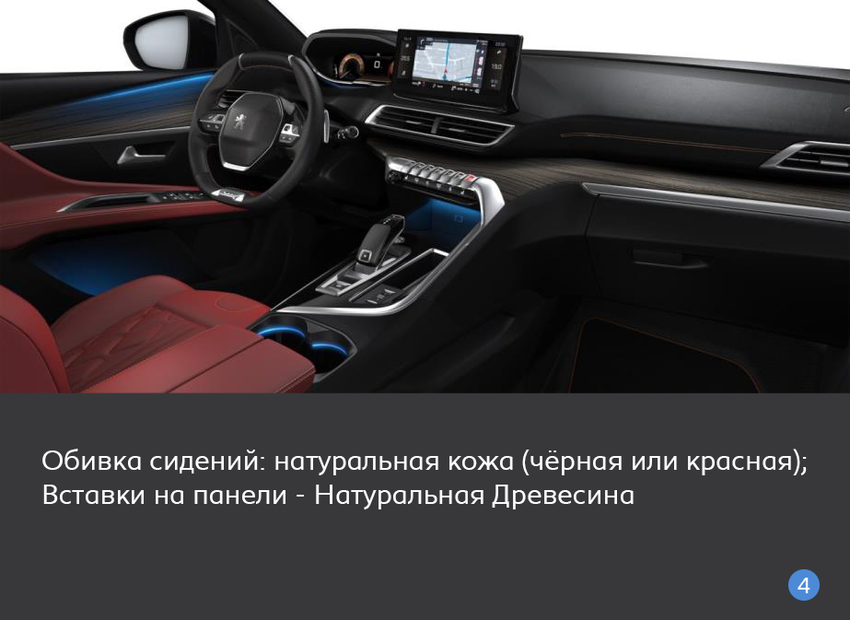 Обивка сидений: натуральная кожа (чёрная или красная);
Вставки на панели - Натуральная Древесина
4